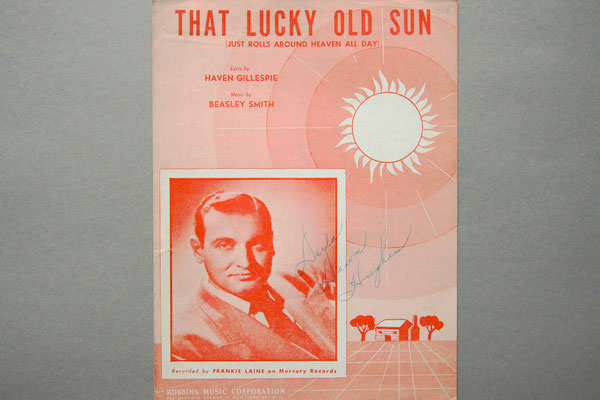 THAT LUCKY OLD SUN
(JUST ROLLS AROUND HEAVEN ALL DAY)
Lyric by
HAVEN GILLESPIE
Music by
BEASLEY SMITH
Hughes
Recorded by FRANKIE LAINE on Mercury Records
ROBBINS MUSIC CORPORATION